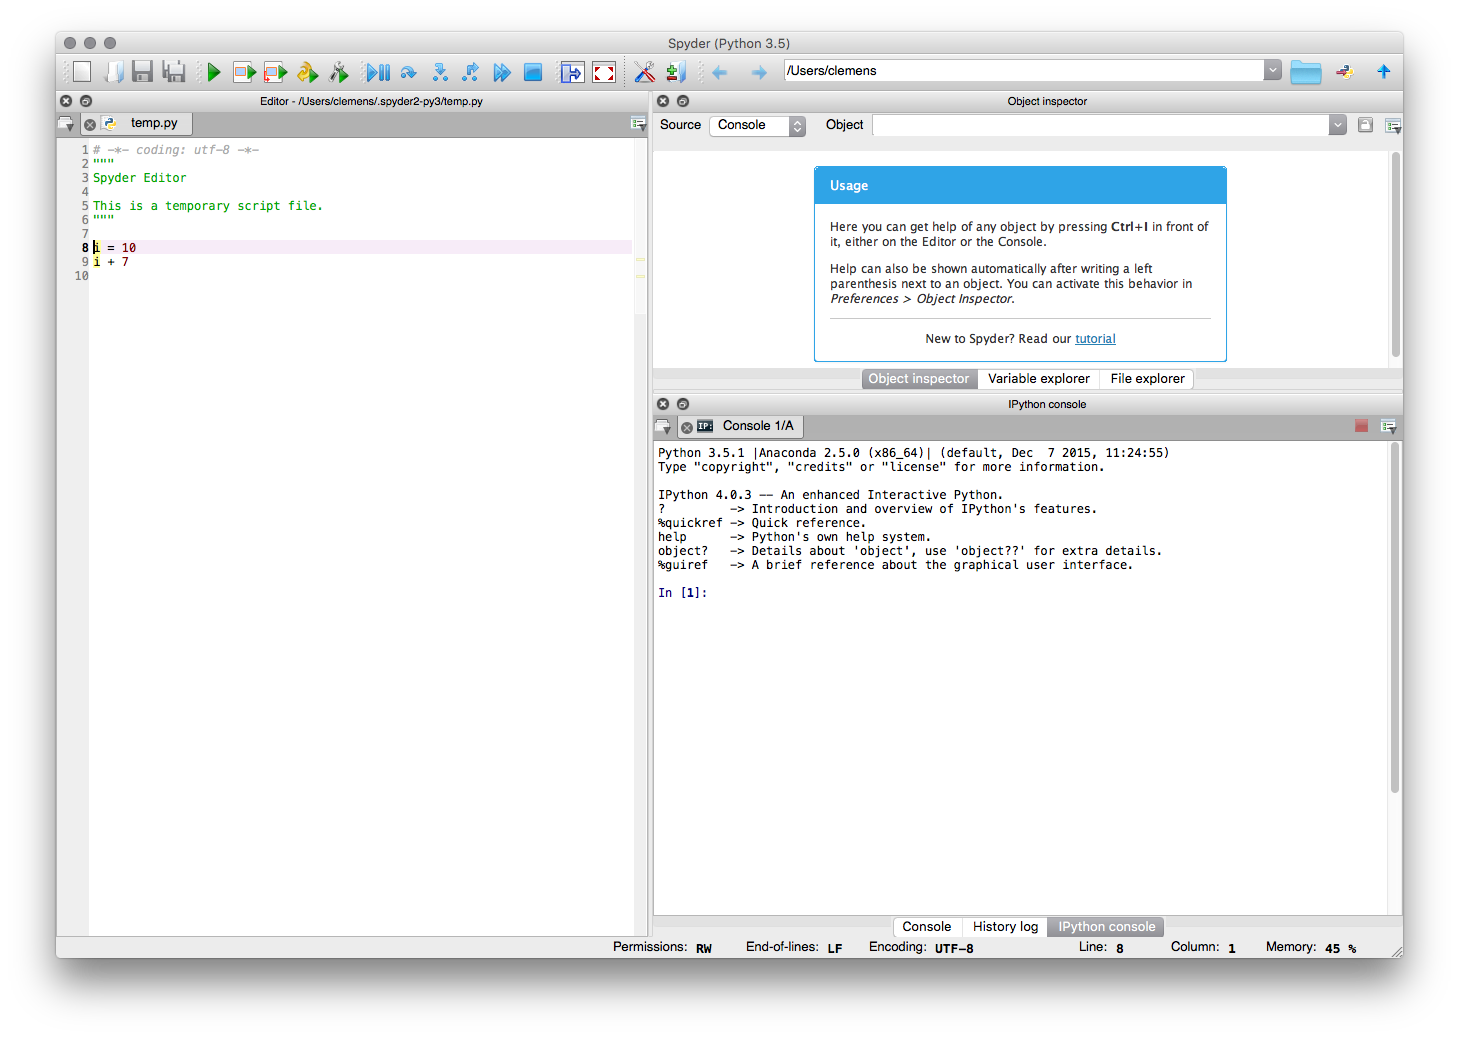 Spyder (Python 3.5)
/Users/clemens
Editor - /Users/clemens/.spyder2-py3/temp.py
temp.py
1 # -*- coding: utf-8 -*-
2 """
3 Spyder Editor
4
5 This is a temporary script file.
6 """
7
8 i = 10
9 i + 7
10
Object inspector
Source Console Object
Usage
Here you can get help of any object by pressing Ctrl+I in front of
it, either on the Editor or the Console.
Help can also be shown automatically after writing a left
parenthesis next to an object. You can activate this behavior in
Preferences > Object Inspector.
New to Spyder? Read our tutorial
Object inspector Variable explorer File explorer
IPython console
IP: Console 1/A
Python 3.5.1 |Anaconda 2.5.0 (x86_64)| (default, Dec  7 2015, 11:24:55)
Type "copyright", "credits" or "license" for more information.
IPython 4.0.3 -- An enhanced Interactive Python.
?         -> Introduction and overview of IPython's features.
%quickref -> Quick reference.
help      -> Python's own help system.
object?   -> Details about 'object', use 'object??' for extra details.
%guiref   -> A brief reference about the graphical user interface.
In [1]:
Console History log IPython console
Permissions: RW End-of-lines: LF Encoding: UTF-8 Line: 8 Column: 1 Memory: 45 %